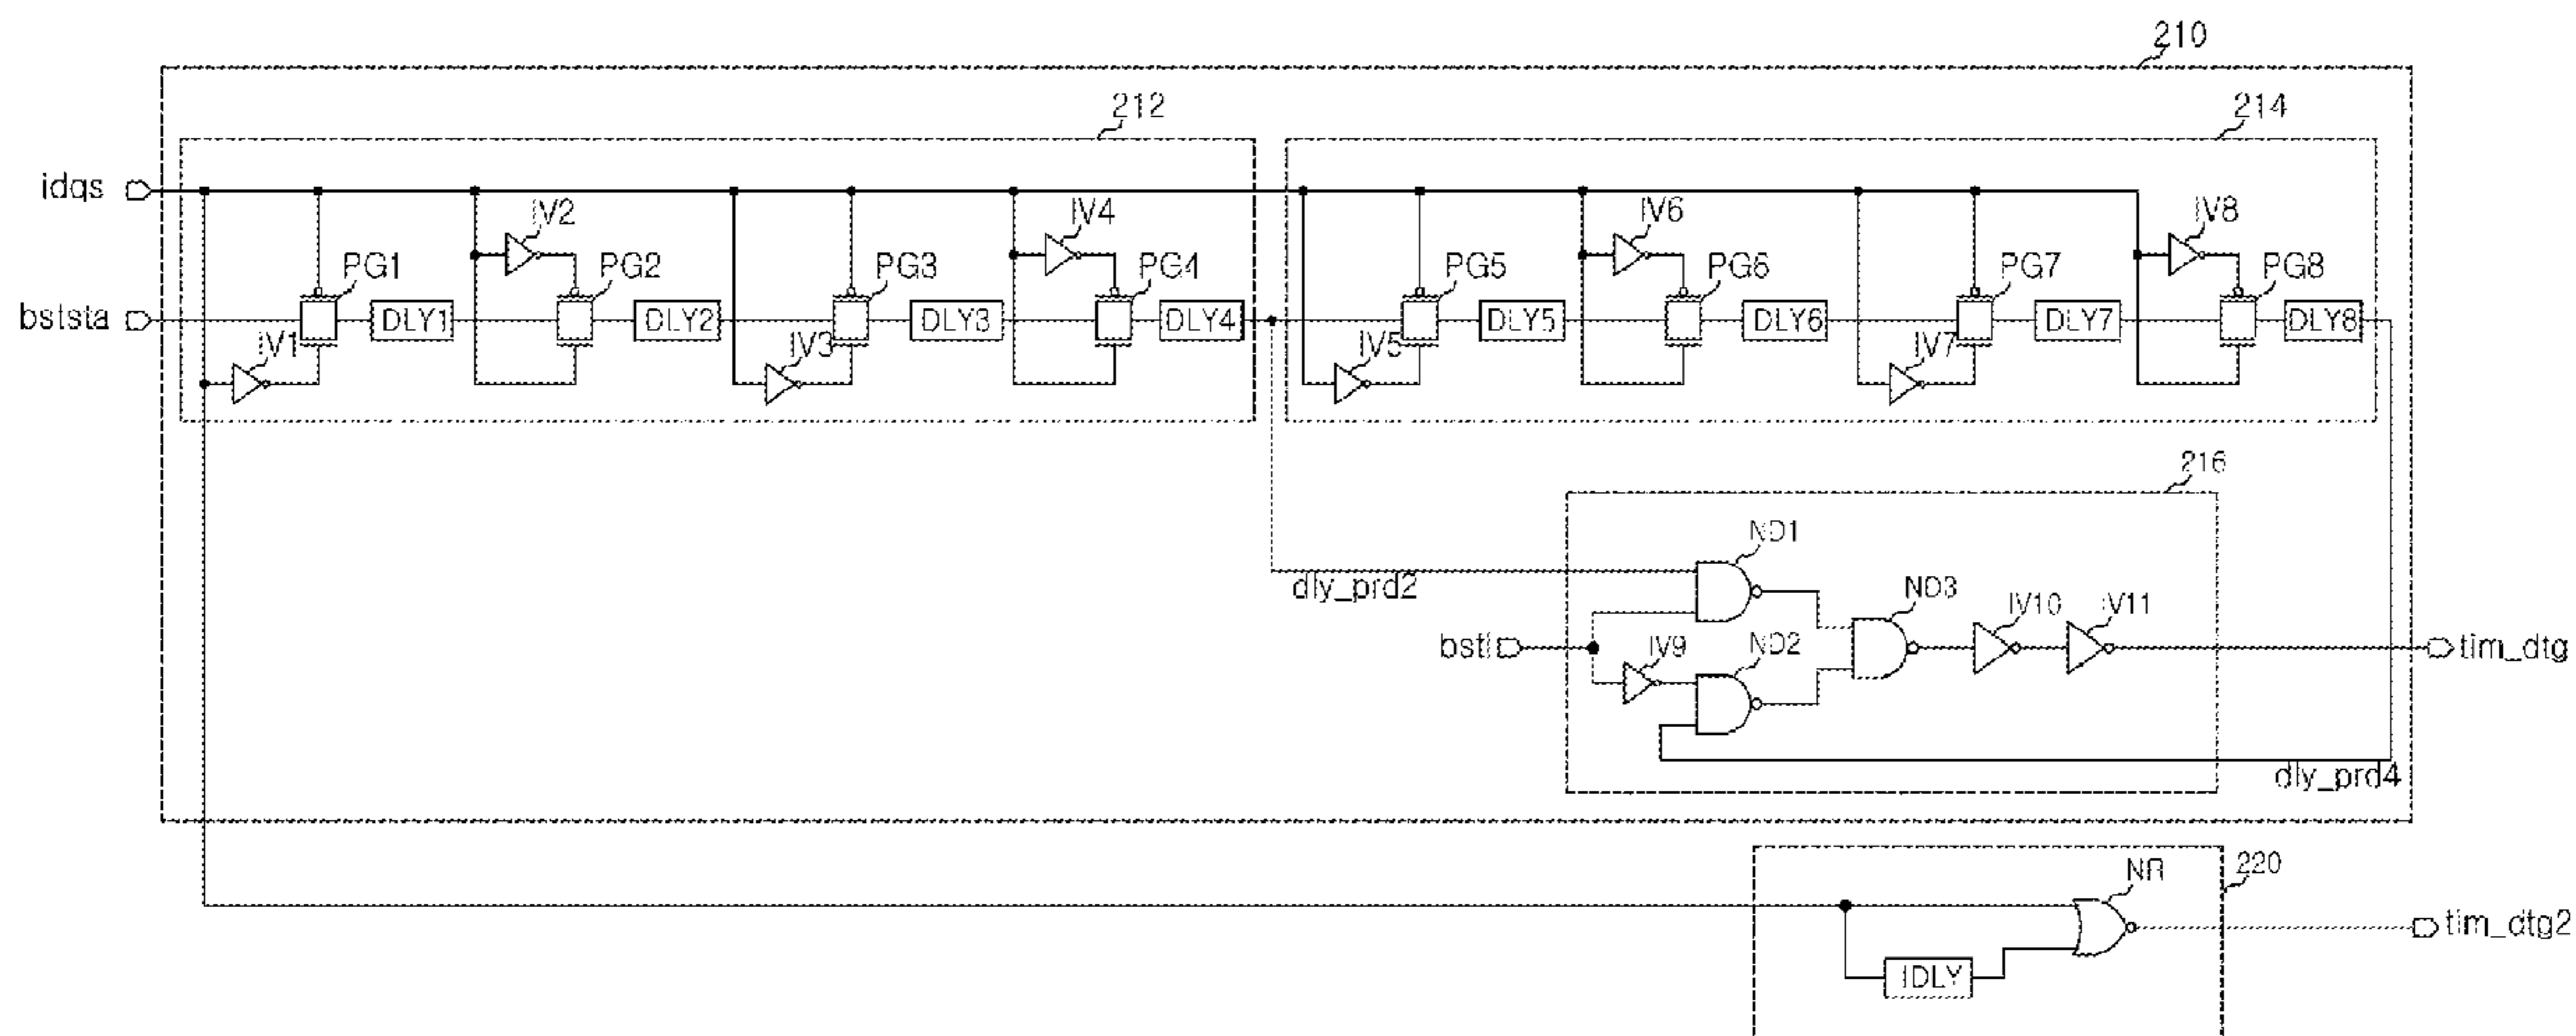 210
212
214
idqs
IV2
IV4
IV6
IV8
PG1
PG2
PG3
PG4
PG5
PG6
PG7
PG8
bststa
DLY1
DLY2
DLY3
DLY4
DLY5
DLY6
DLY7
DLY8
IV1
IV3
IV5
IV7
216
ND1
dly_prd2
ND3
IV10
IV11
bstl
IV9
ND2
tim_dtg
dly_prd4
NR
220
tim_dtg2
IDLY